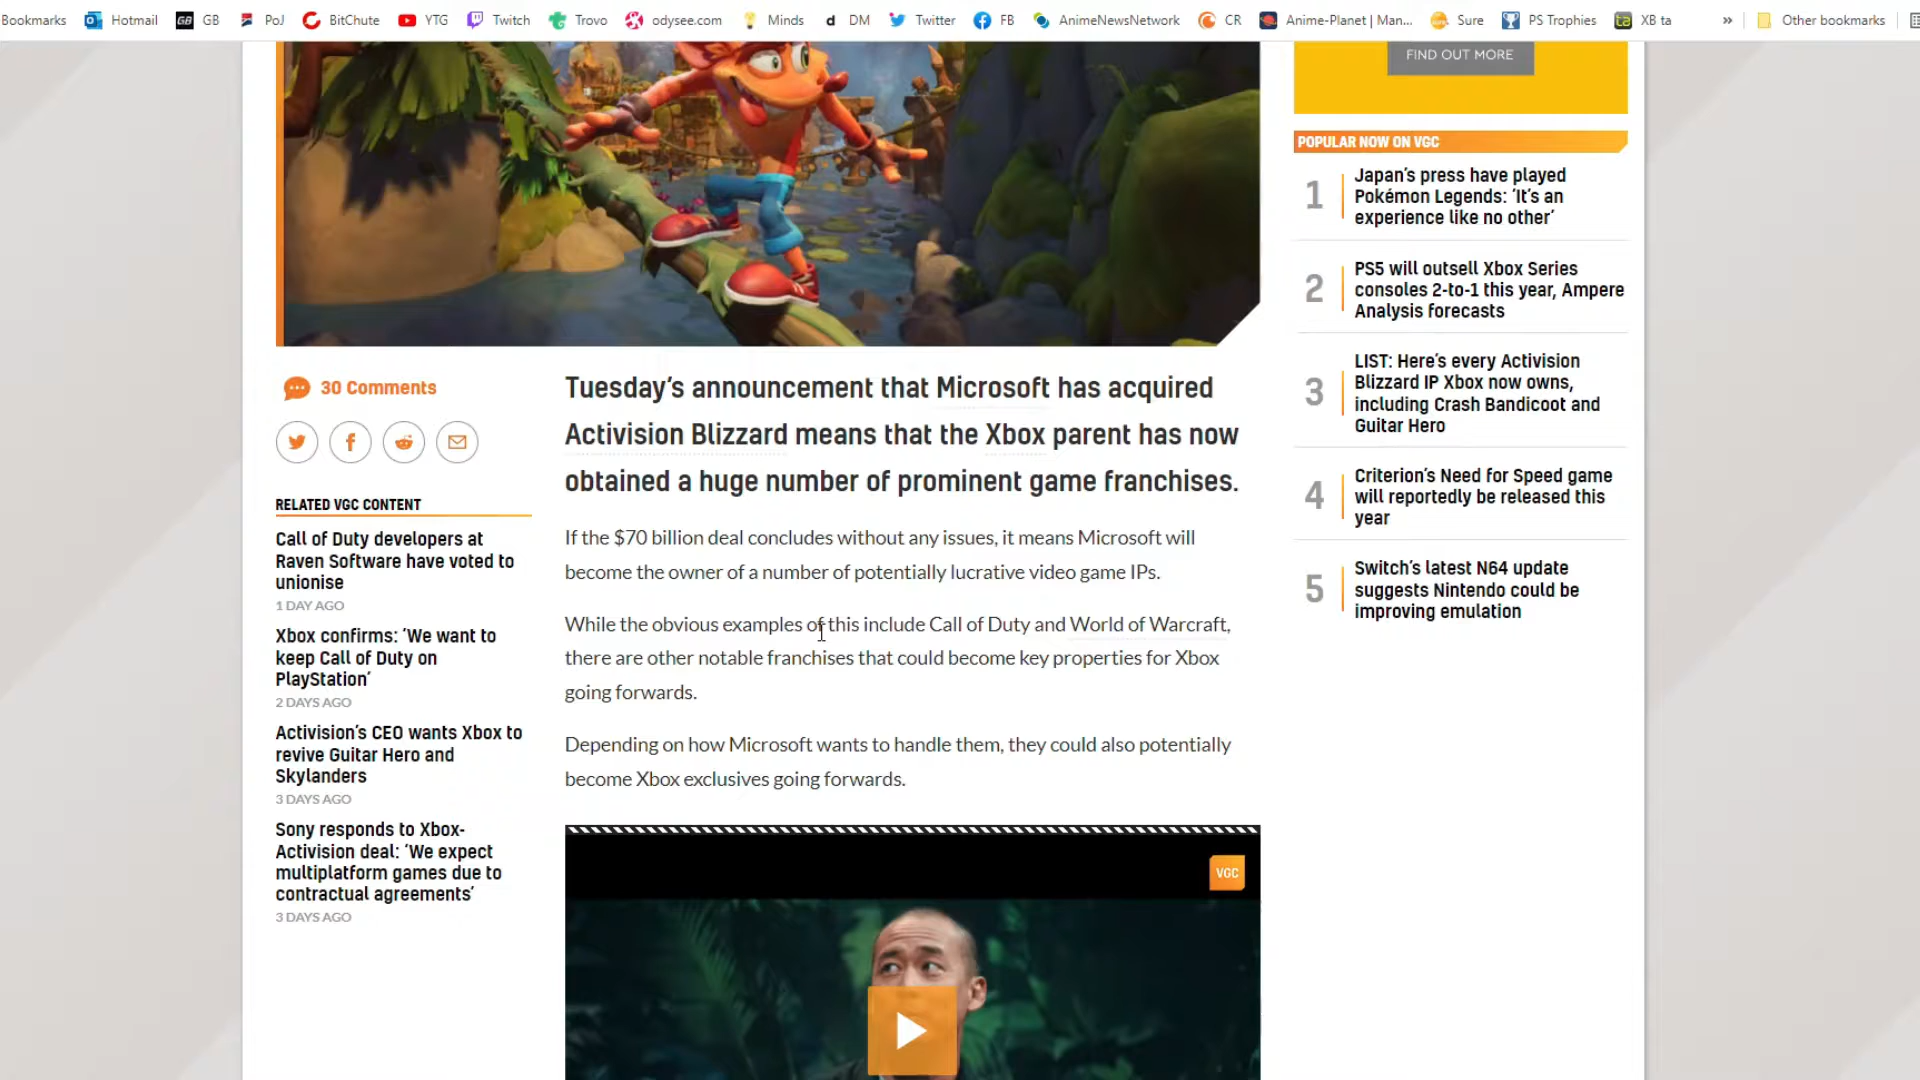 Bookmarks Hotmail GB GB PoJ BitChute YTG Twitch Trovo odysee.com Minds d DM Twitter FB AnimeNewsNetwork CR Anime-Planet | Man... Sure PS Trophies ta XB ta » Other bookmarks
FIND OUT MORE
POPULAR NOW ON VGC
1
Japan's press have played
Pokémon Legends: ‘It’s an
experience like no other’
2
PS5 will outsell Xbox Series
consoles 2-to-1 this year, Ampere
Analysis forecasts
3
LIST: Here's every Activision
Blizzard IP Xbox now owns,
including Crash Bandicoot and
Guitar Hero
4
Criterion's Need for Speed game
will reportedly be released this
year
5
Switch's latest N64 update
suggests Nintendo could be
improving emulation
30 Comments
RELATED VGC CONTENT
Call of Duty developers at
Raven Software have voted to
unionise
1 DAY AGO
Xbox confirms: ‘We want to
keep Call of Duty on
PlayStation’
2 DAYS AGO
Activision’s CEO wants Xbox to
revive Guitar Hero and
Skylanders
3 DAYS AGO
Sony responds to Xbox-
Activision deal: ‘We expect
multiplatform games due to
contractual agreements’
3 DAYS AGO
Tuesday’s announcement that Microsoft has acquired
Activision Blizzard means that the Xbox parent has now
obtained a huge number of prominent game franchises.
If the $70 billion deal concludes without any issues, it means Microsoft will
become the owner of a number of potentially lucrative video game IPs.
While the obvious examples of this include Call of Duty and World of Warcraft,
there are other notable franchises that could become key properties for Xbox
going forwards.
Depending on how Microsoft wants to handle them, they could also potentially
become Xbox exclusives going forwards.
VGC